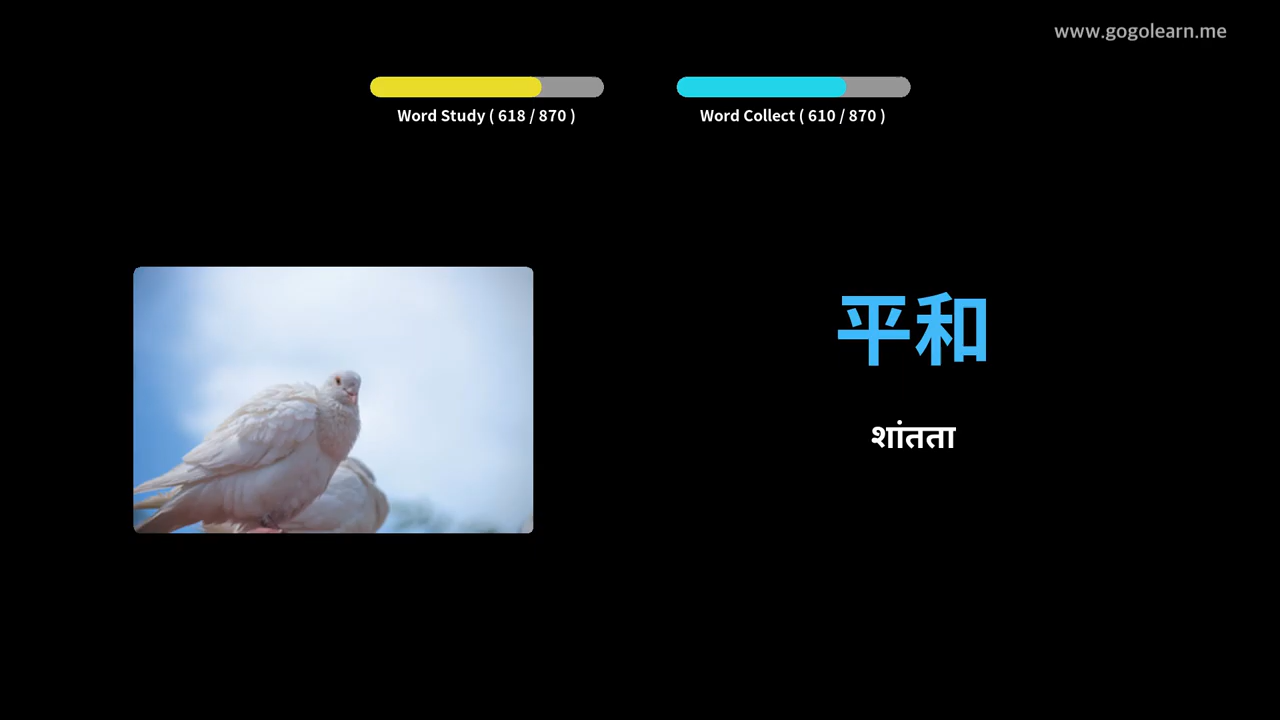 www.gogolearn.me
Word Study ( 618 / 870 )
Word Collect ( 610 / 870 )
平和
शांतता